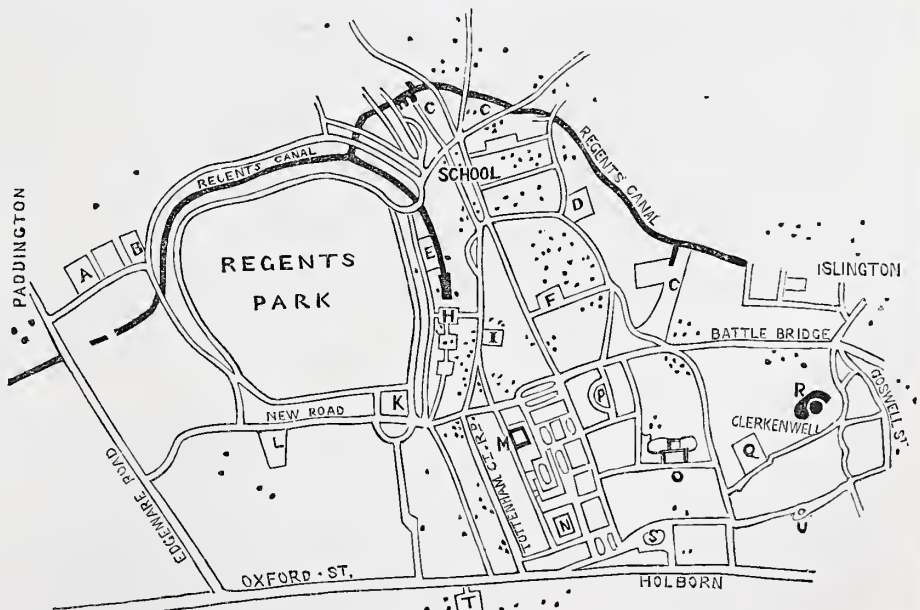 C
C
REGENTS CANAL
REGENTS CANAL
SCHOOL
PADDINGTON
D
A
B
E
REGENTS
PARK
ISLINGTON
C
F
H
I
BATTLE BRIDGE
GOSWELL ST.
K
P
R
NEW ROAD
CLERKENWELL
L
M
TOTTENHAM CT. RD.
Q
O
EDGEWARE ROAD
N
S
U
OXFORD · ST.
HOLBORN
T